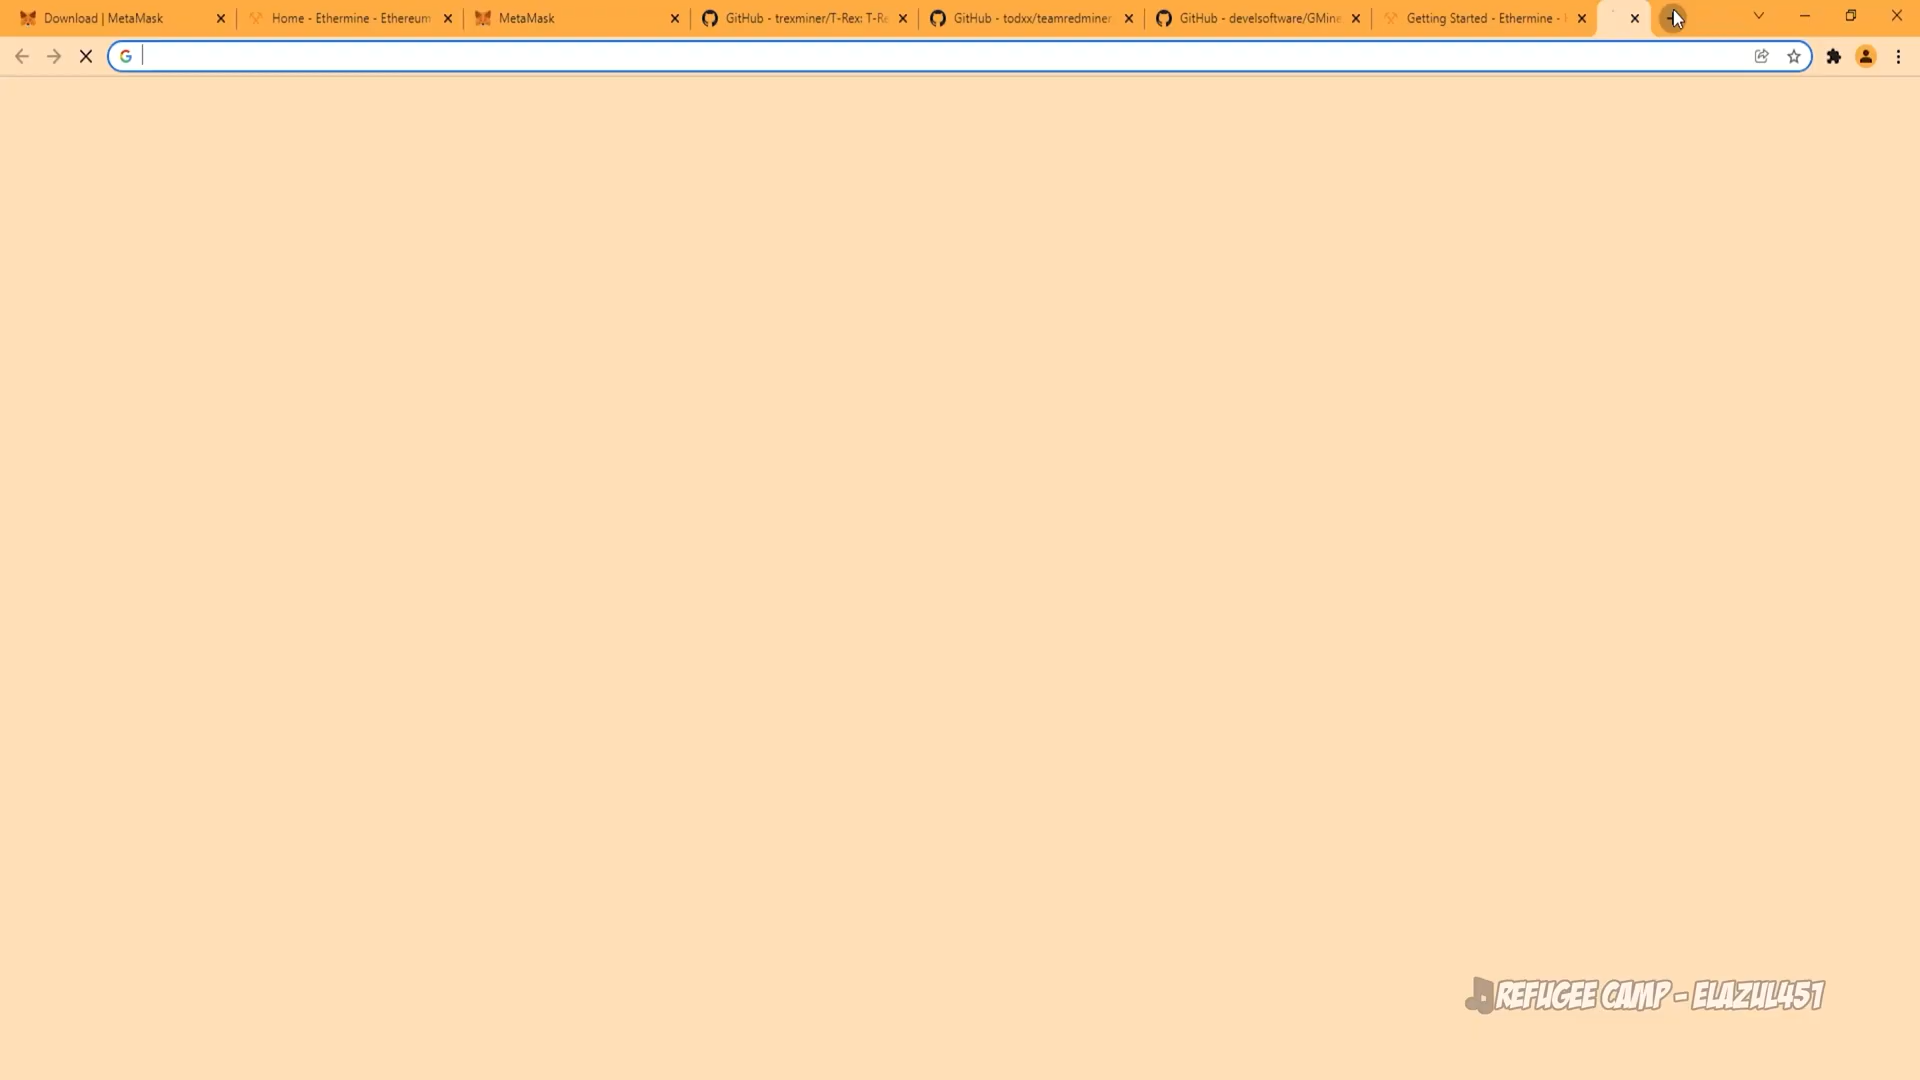 Download | MetaMask
Home - Ethermine - Ethereum
MetaMask
GitHub - trexminer/T-Rex: T-Re
GitHub - todxx/teamredminer
GitHub - develsoftware/GMine
Getting Started - Ethermine -
REFUGEE CAMP - ELAZUL451